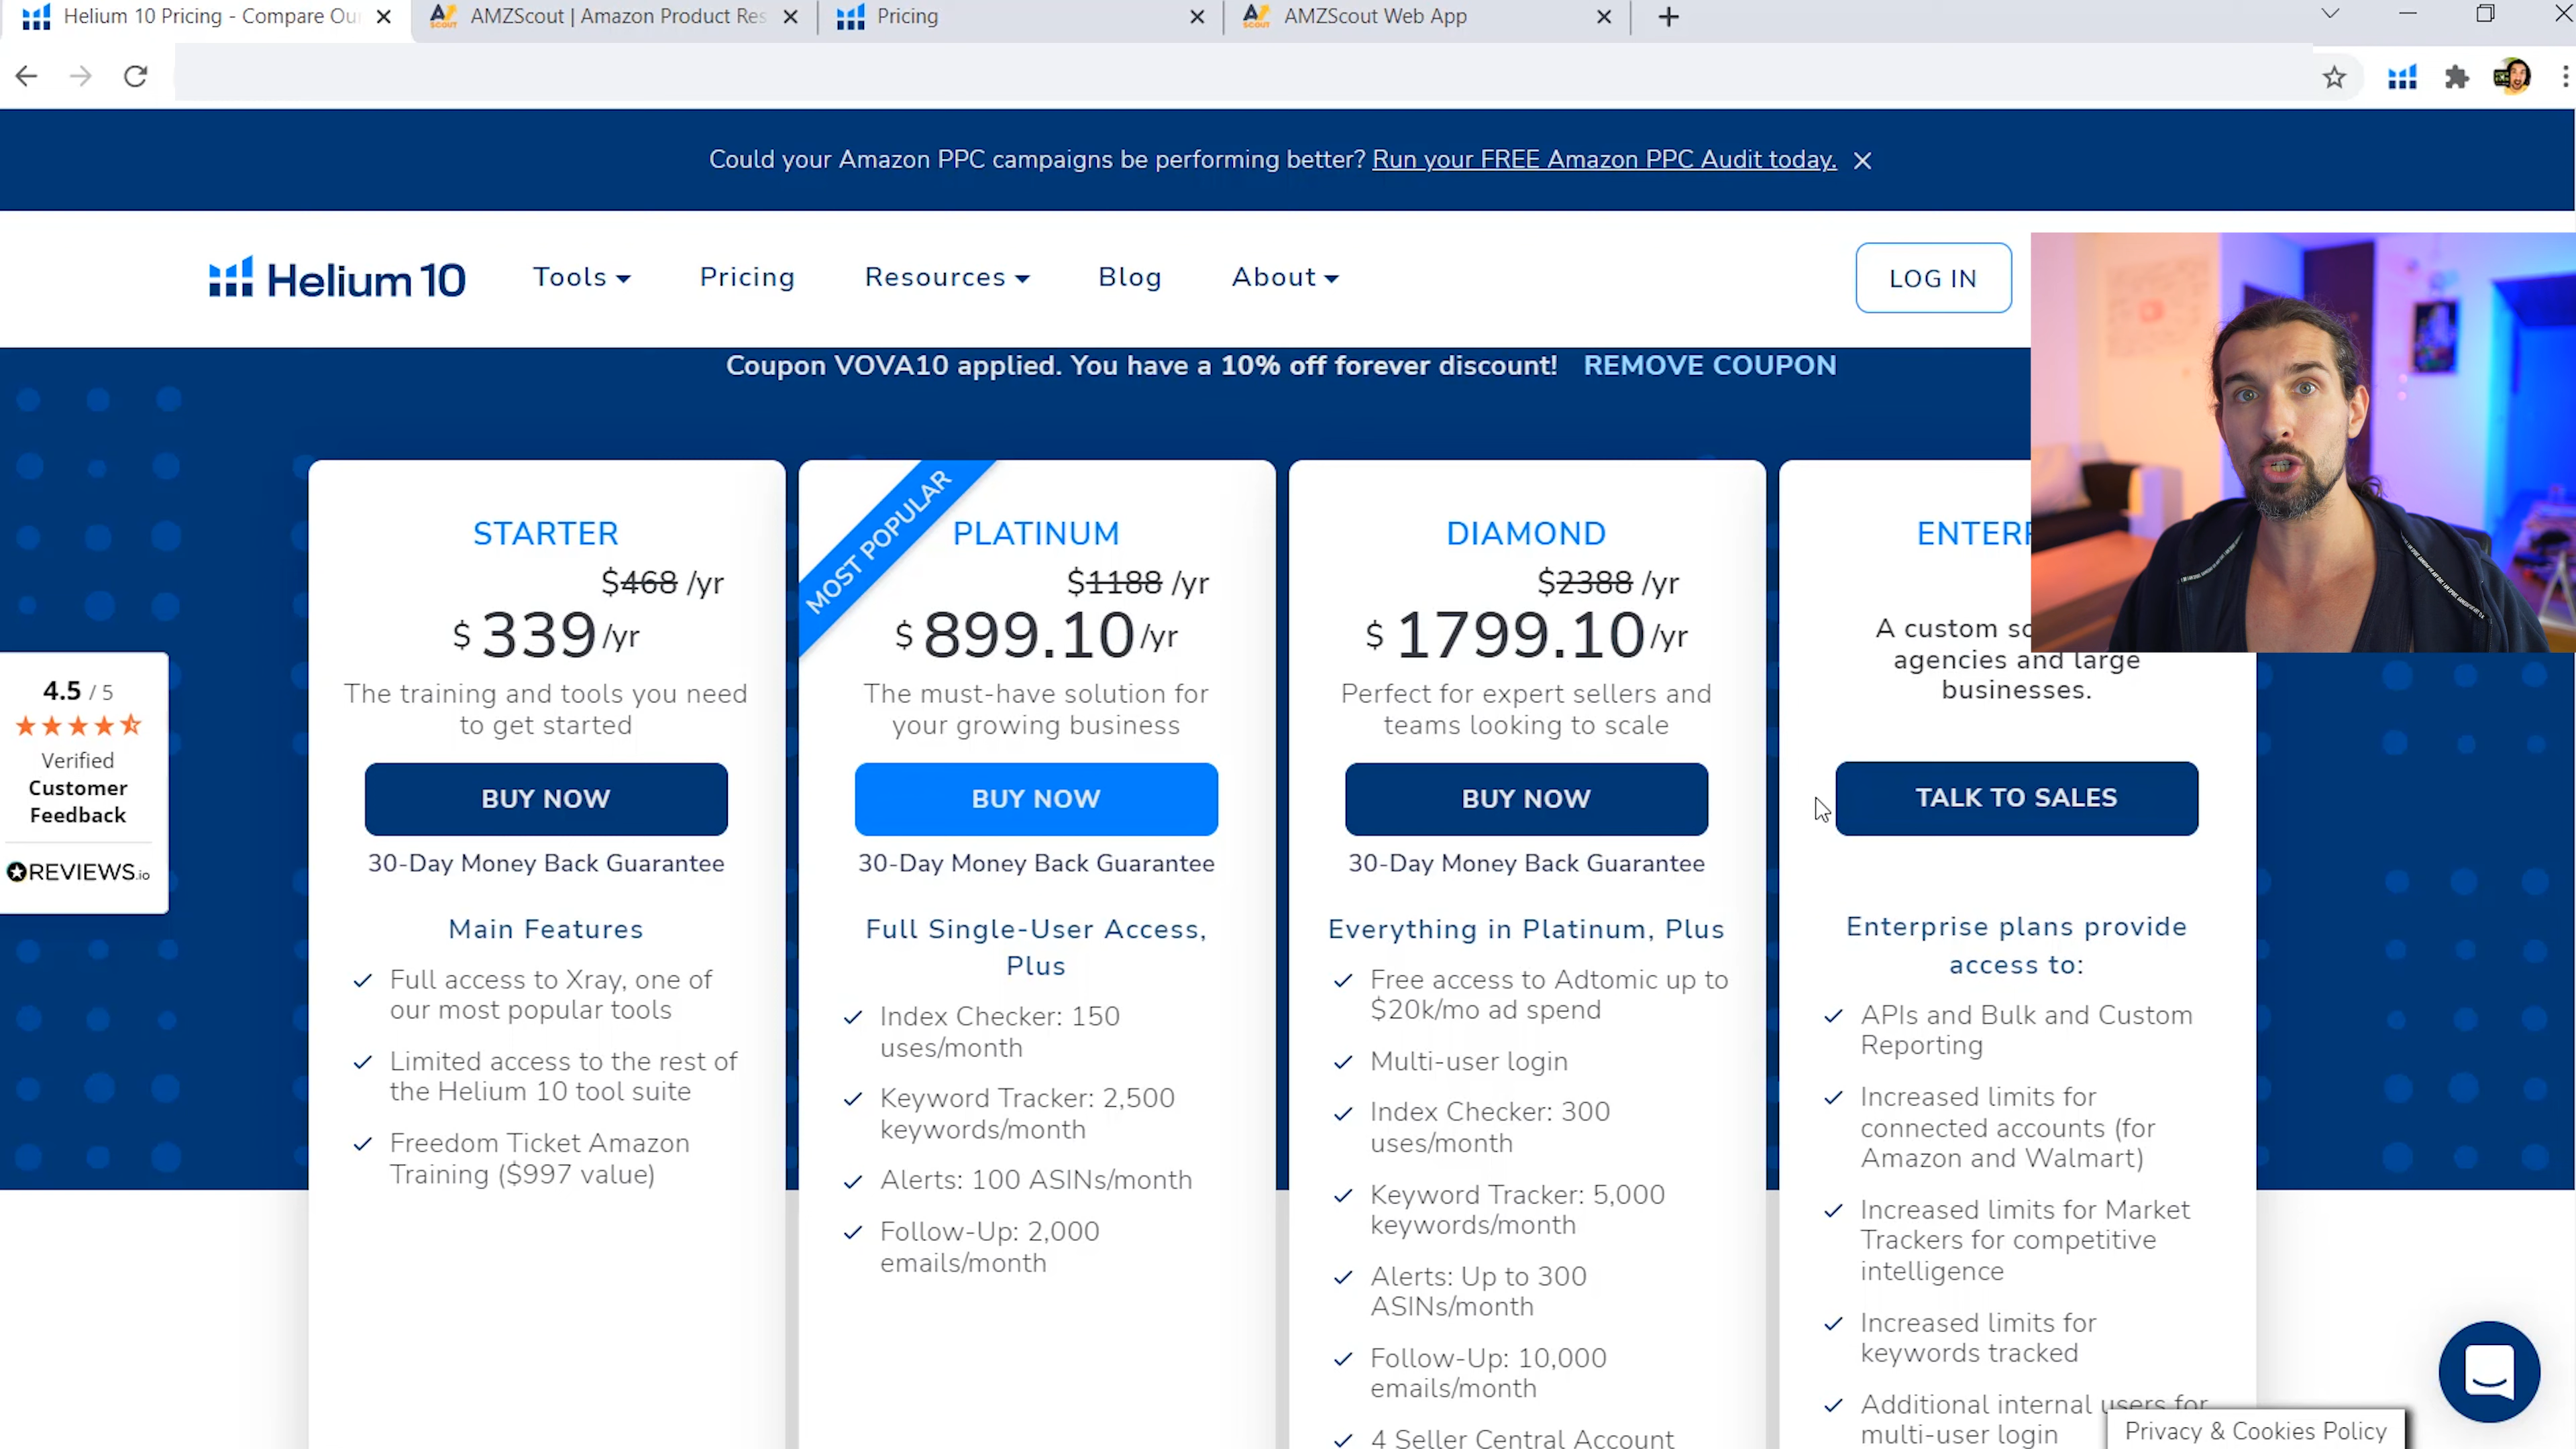 Helium 10 Pricing - Compare Ou
AMZScout | Amazon Product Res
Pricing
AMZScout Web App
Could your Amazon PPC campaigns be performing better? Run your FREE Amazon PPC Audit today.
Helium 10
Tools
Pricing
Resources
Blog
About
LOG IN
Coupon VOVA10 applied. You have a 10% off forever discount! REMOVE COUPON
4.5 / 5
Verified
Customer
Feedback
REVIEWS.io
STARTER
$468 /yr
$ 339/yr
The training and tools you need
to get started
BUY NOW
30-Day Money Back Guarantee
Main Features
Full access to Xray, one of
our most popular tools
Limited access to the rest of
the Helium 10 tool suite
Freedom Ticket Amazon
Training ($997 value)
MOST POPULAR
PLATINUM
$1188 /yr
$ 899.10/yr
The must-have solution for
your growing business
BUY NOW
30-Day Money Back Guarantee
Full Single-User Access,
Plus
Index Checker: 150
uses/month
Keyword Tracker: 2,500
keywords/month
Alerts: 100 ASINs/month
Follow-Up: 2,000
emails/month
DIAMOND
$2388 /yr
$ 1799.10/yr
Perfect for expert sellers and
teams looking to scale
BUY NOW
30-Day Money Back Guarantee
Everything in Platinum, Plus
Free access to Adtomic up to
$20k/mo ad spend
Multi-user login
Index Checker: 300
uses/month
Keyword Tracker: 5,000
keywords/month
Alerts: Up to 300
ASINs/month
Follow-Up: 10,000
emails/month
4 Seller Central Account
ENTER
A custom so
agencies and large
businesses.
TALK TO SALES
Enterprise plans provide
access to:
APIs and Bulk and Custom
Reporting
Increased limits for
connected accounts (for
Amazon and Walmart)
Increased limits for Market
Trackers for competitive
intelligence
Increased limits for
keywords tracked
Additional internal users for
multi-user login
Privacy & Cookies Policy